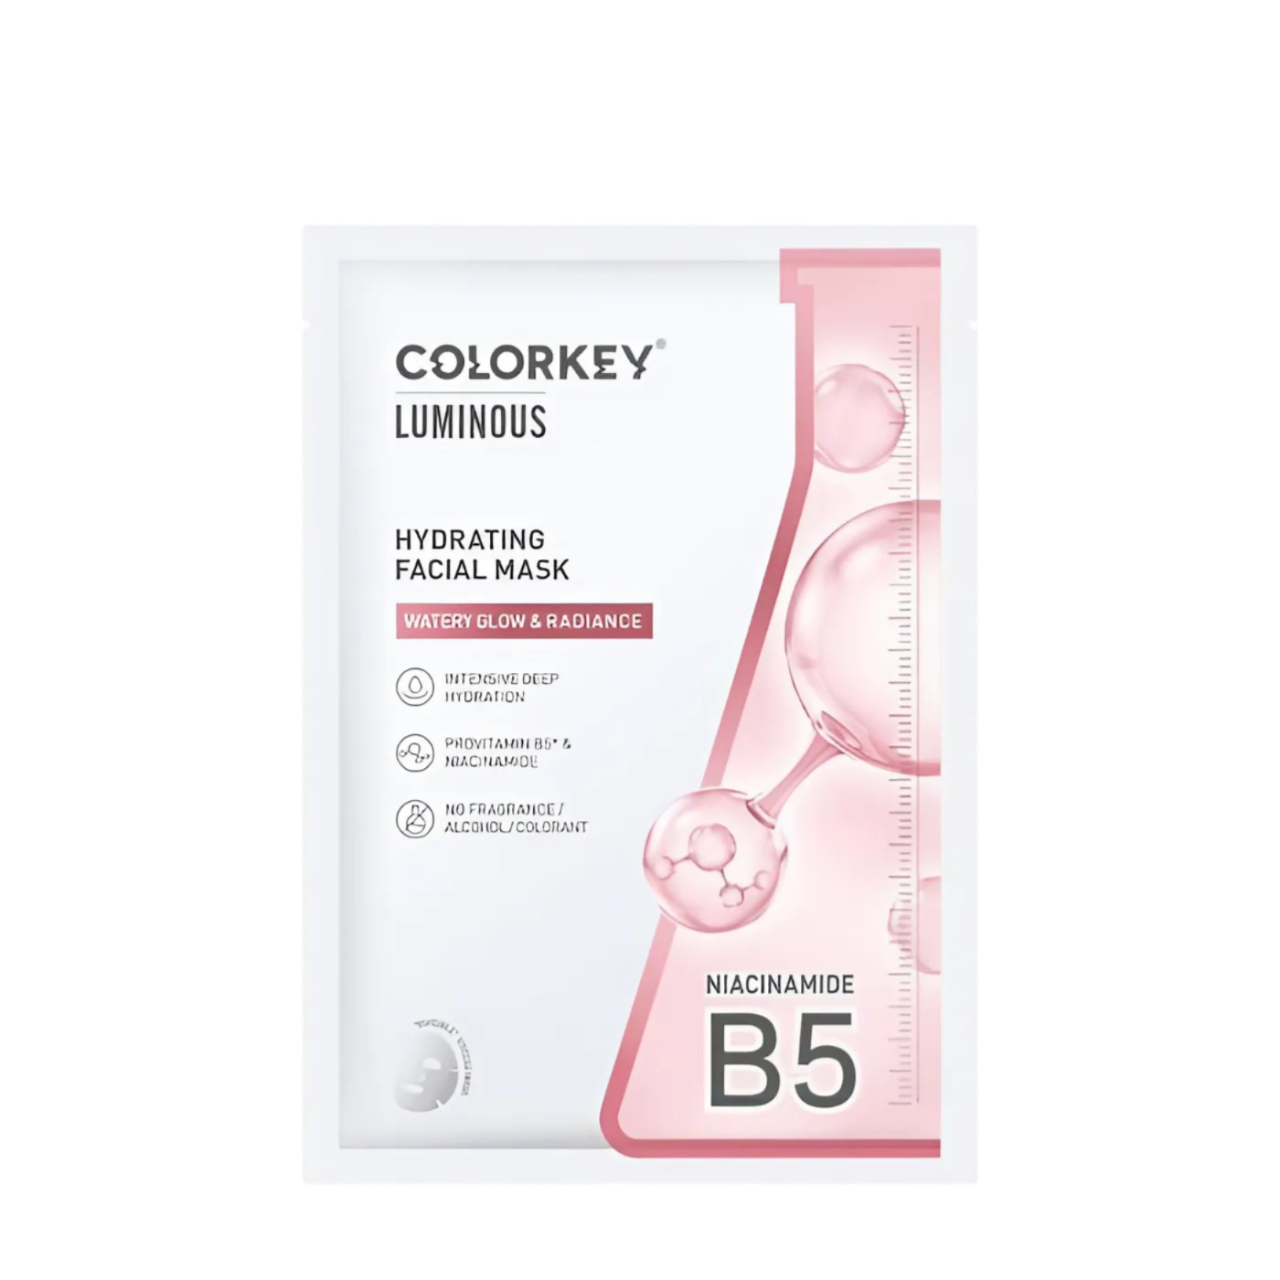 COLORKEY®
LUMINOUS
HYDRATING
FACIAL MASK
WATERY GLOW & RADIANCE
INTENSIVE DEEP
HYDRATION
PROVITAMIN B5* &
NIACINAMIDE
NO FRAGRANCE /
ALCOHOL / COLORANT
NIACINAMIDE
B5